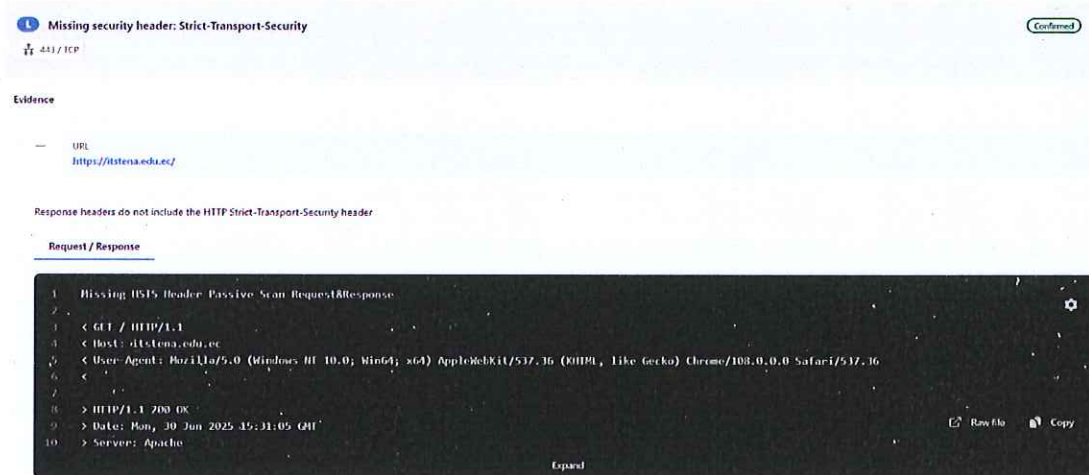 L Missing security header: Strict-Transport-Security
Confirmed
443 / TCP
Evidence
URL
https://itstena.edu.ec/
Response headers do not include the HTTP Strict-Transport-Security header
Request / Response
1 Missing HSTS Header Passive Scan Request&Response
2
3 < GET / HTTP/1.1
4 < Host: itstena.edu.ec
5 < User-Agent: Mozilla/5.0 (Windows NT 10.0; Win64; x64) AppleWebKit/537.36 (KHTML, like Gecko) Chrome/108.0.0.0 Safari/537.36
6 <
7
8 > HTTP/1.1 200 OK
9 > Date: Mon, 30 Jun 2025 15:31:05 GMT
10 > Server: Apache
Raw file Copy
Expand